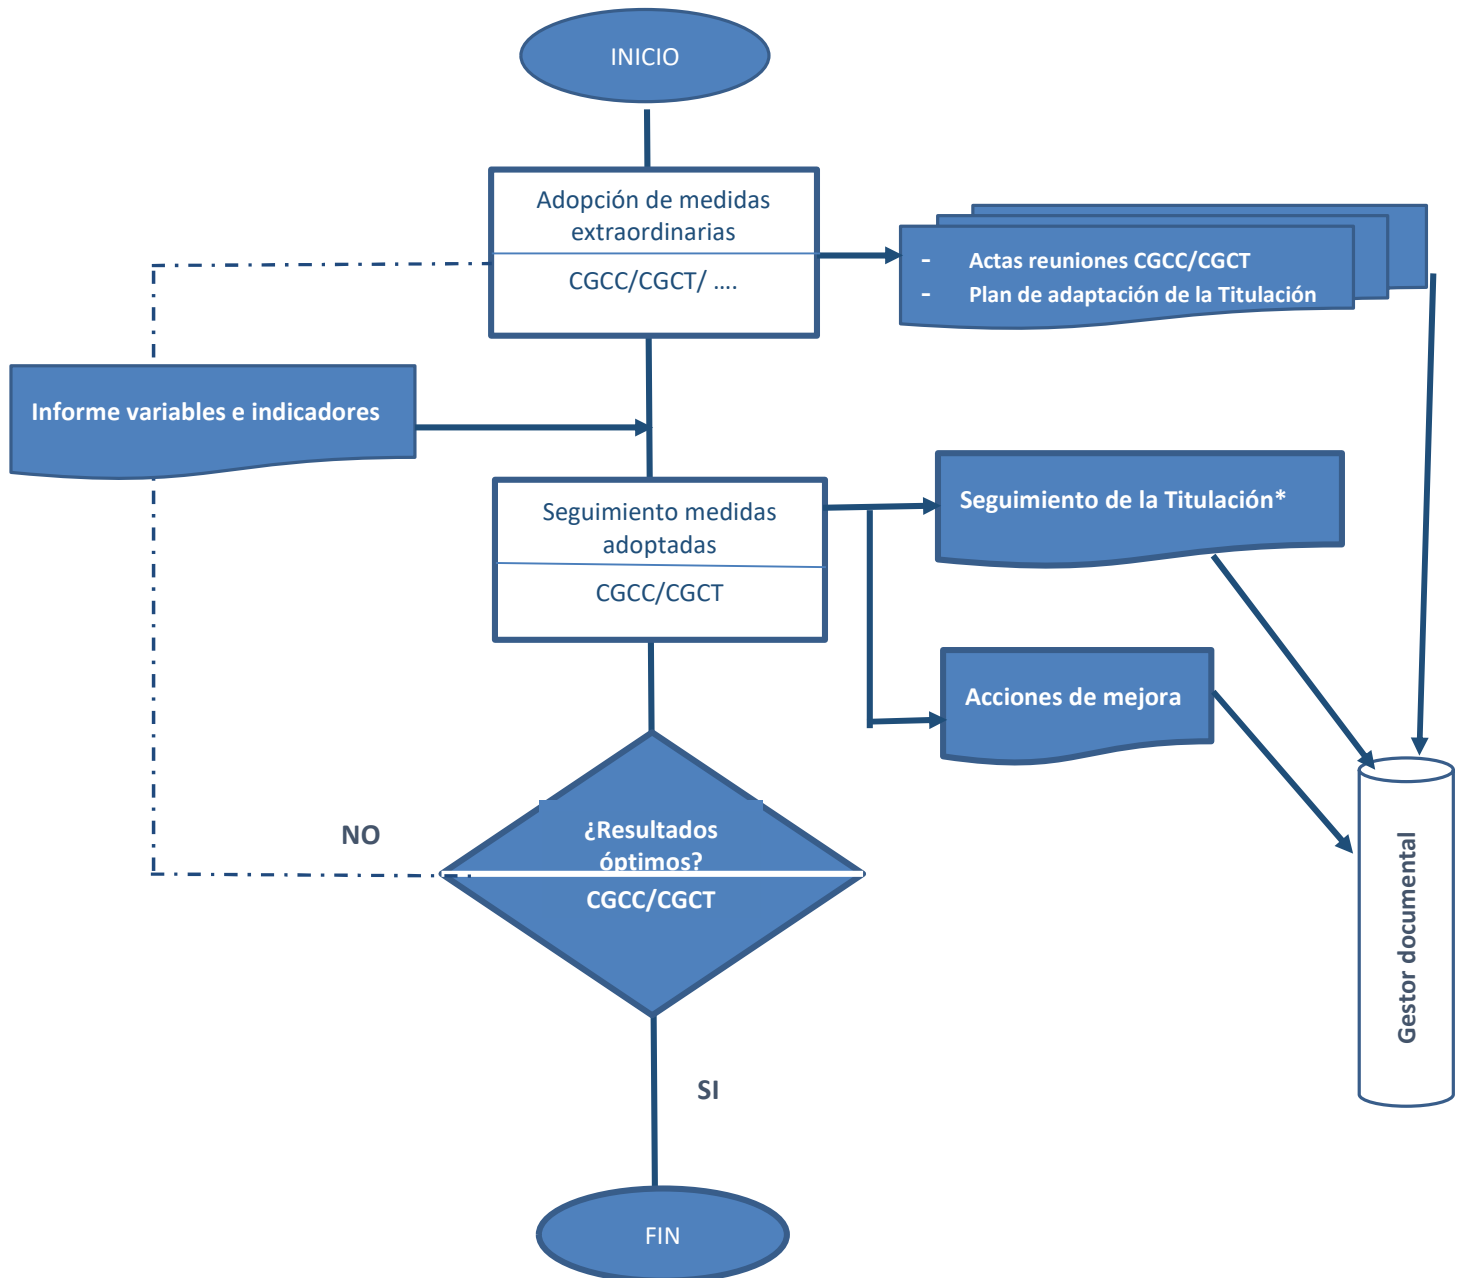 INICIO
Adopción de medidas
extraordinarias
CGCC/CGCT/ ....
- Actas reuniones CGCC/CGCT
- Plan de adaptación de la Titulación
Informe variables e indicadores
Seguimiento medidas
adoptadas
CGCC/CGCT
Seguimiento de la Titulación*
Acciones de mejora
¿Resultados
óptimos?
CGCC/CGCT
NO
Gestor documental
SI
FIN